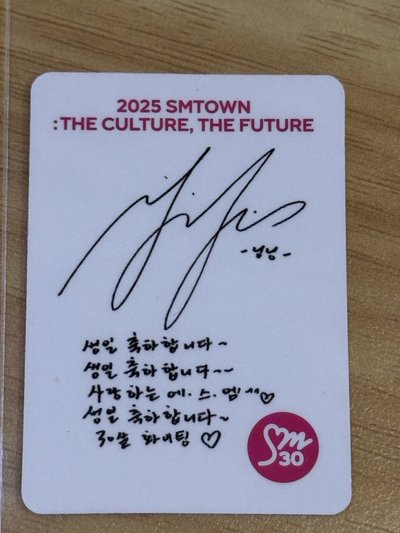 2025 SMTOWN
: THE CULTURE, THE FUTURE
-닝닝-
생일 축하합니다~
생일 축하합니다~~
사랑하는 에.스.엠^^♡
생일 축하합니다~
30살 화이팅 ♡
SM
30